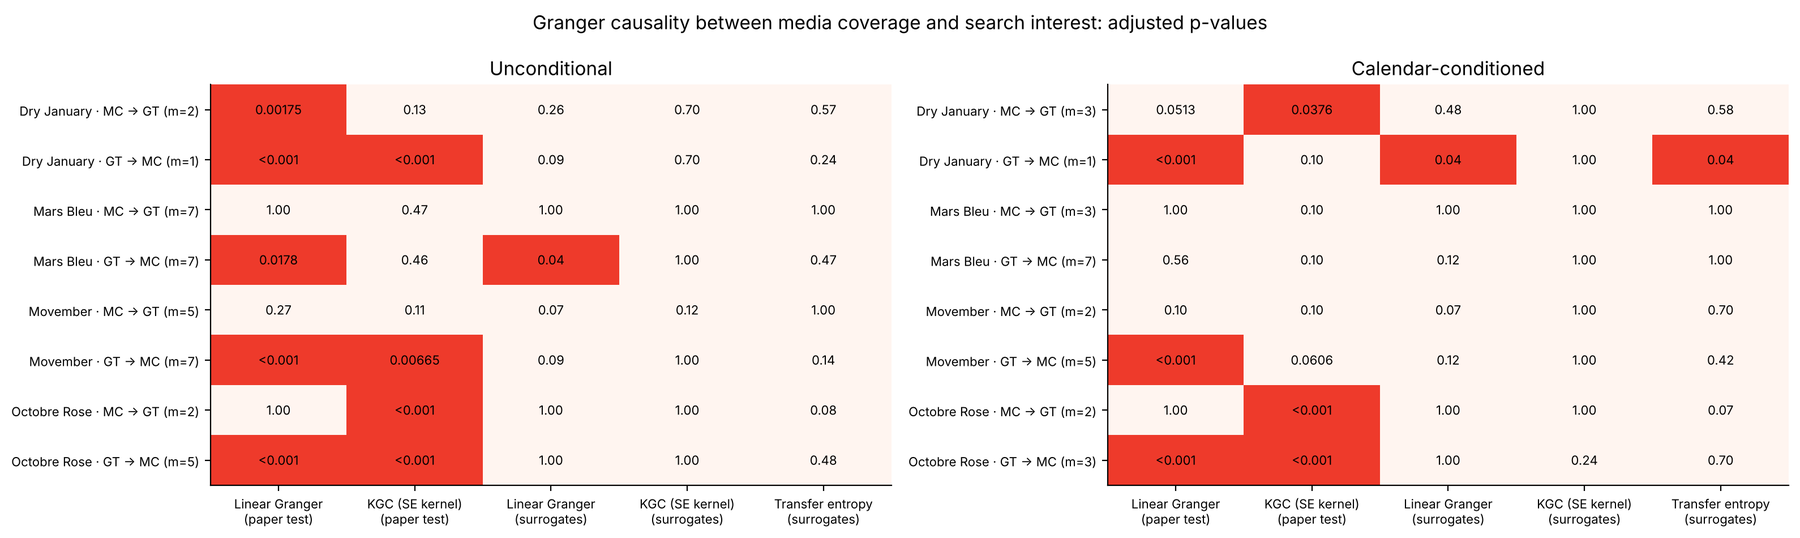 Granger causality between media coverage and search interest: adjusted p-values
Unconditional
Dry January · MC → GT (m=2) 0.00175 0.13 0.26 0.70 0.57
Dry January · GT → MC (m=1) <0.001 <0.001 0.09 0.70 0.24
Mars Bleu · MC → GT (m=7) 1.00 0.47 1.00 1.00 1.00
Mars Bleu · GT → MC (m=7) 0.0178 0.46 0.04 1.00 0.47
Movember · MC → GT (m=5) 0.27 0.11 0.07 0.12 1.00
Movember · GT → MC (m=7) <0.001 0.00665 0.09 1.00 0.14
Octobre Rose · MC → GT (m=2) 1.00 <0.001 1.00 1.00 0.08
Octobre Rose · GT → MC (m=5) <0.001 <0.001 1.00 1.00 0.48
Linear Granger KGC (SE kernel) Linear Granger KGC (SE kernel) Transfer entropy
(paper test) (paper test) (surrogates) (surrogates) (surrogates)
Calendar-conditioned
Dry January · MC → GT (m=3) 0.0513 0.0376 0.48 1.00 0.58
Dry January · GT → MC (m=1) <0.001 0.10 0.04 1.00 0.04
Mars Bleu · MC → GT (m=3) 1.00 0.10 1.00 1.00 1.00
Mars Bleu · GT → MC (m=7) 0.56 0.10 0.12 1.00 1.00
Movember · MC → GT (m=2) 0.10 0.10 0.07 1.00 0.70
Movember · GT → MC (m=5) <0.001 0.0606 0.12 1.00 0.42
Octobre Rose · MC → GT (m=2) 1.00 <0.001 1.00 1.00 0.07
Octobre Rose · GT → MC (m=3) <0.001 <0.001 1.00 0.24 0.70
Linear Granger KGC (SE kernel) Linear Granger KGC (SE kernel) Transfer entropy
(paper test) (paper test) (surrogates) (surrogates) (surrogates)